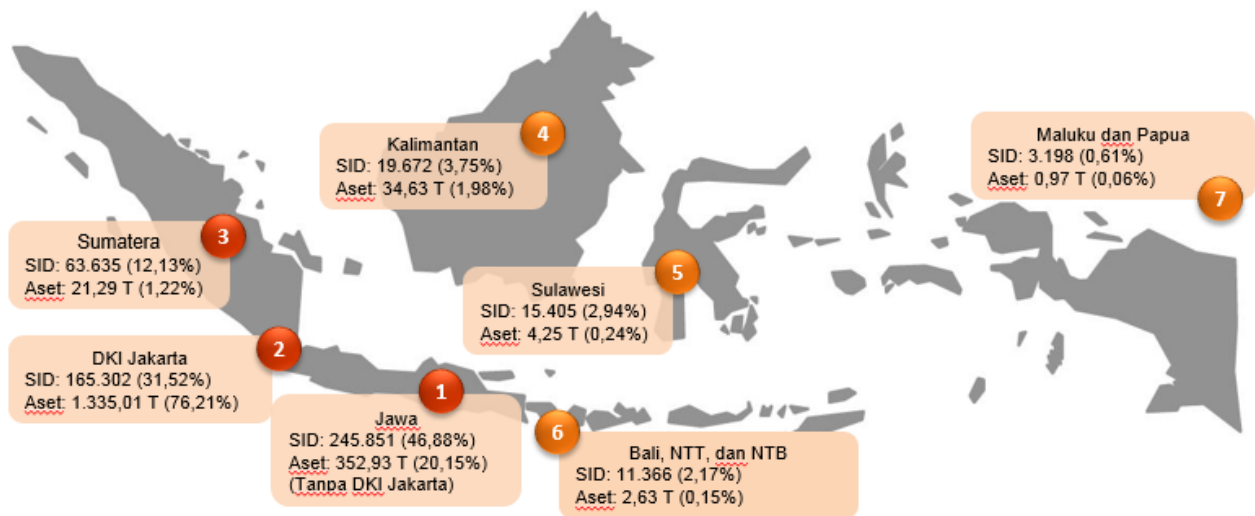 4
Kalimantan
SID: 19.672 (3,75%)
Aset: 34,63 T (1,98%)
Maluku dan Papua
SID: 3.198 (0,61%)
Aset: 0,97 T (0,06%)
7
3
Sumatera
SID: 63.635 (12,13%)
Aset: 21,29 T (1,22%)
5
Sulawesi
SID: 15.405 (2,94%)
Aset: 4,25 T (0,24%)
2
DKI Jakarta
SID: 165.302 (31,52%)
Aset: 1.335,01 T (76,21%)
1
Jawa
SID: 245.851 (46,88%)
Aset: 352,93 T (20,15%)
(Tanpa DKI Jakarta)
6
Bali, NTT, dan NTB
SID: 11.366 (2,17%)
Aset: 2,63 T (0,15%)